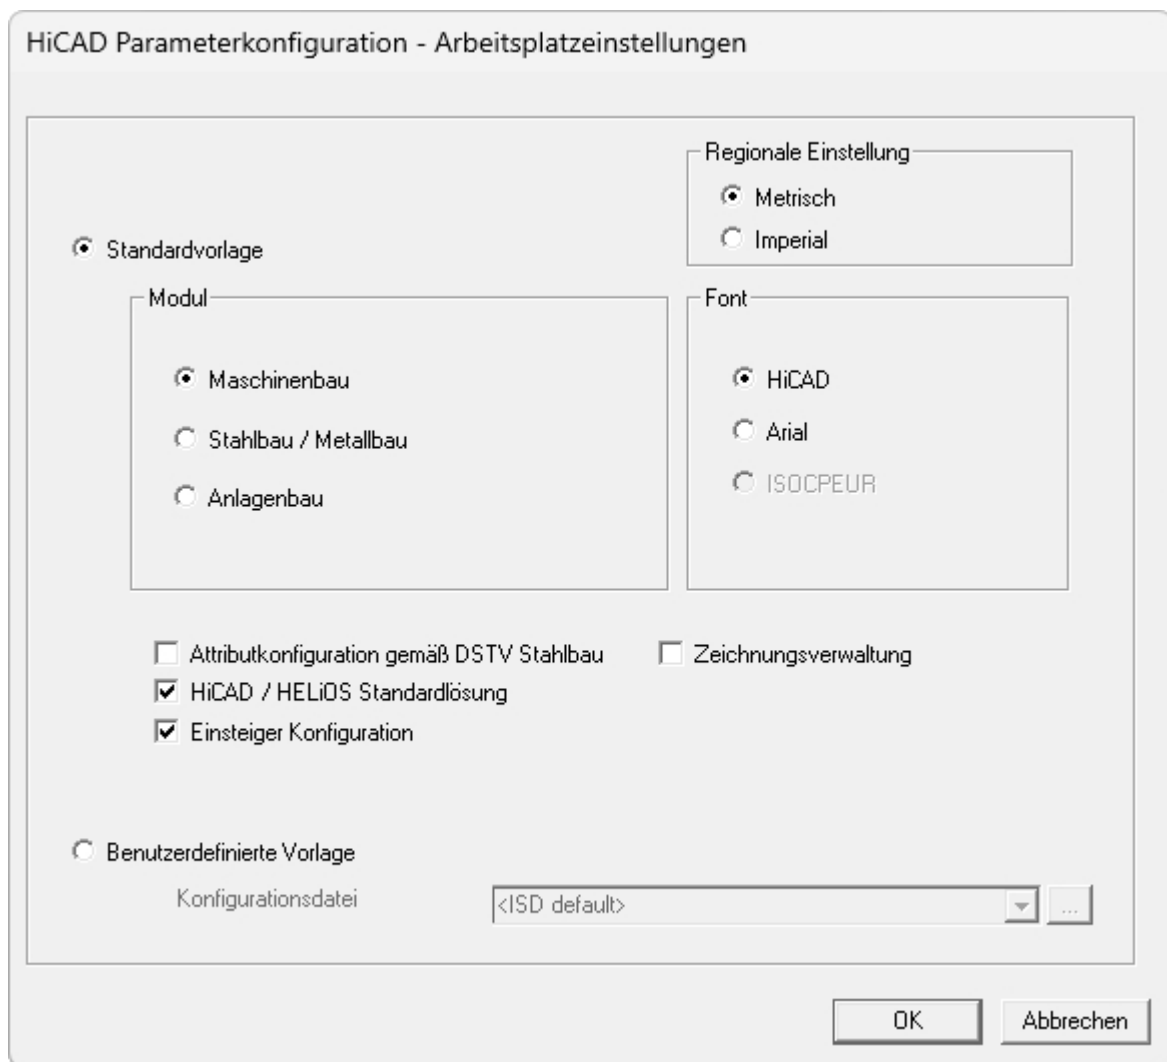 HiCAD Parameterkonfiguration - Arbeitsplatzeinstellungen
Regionale Einstellung
Metrisch
Imperial
Standardvorlage
Modul
Maschinenbau
Stahlbau / Metallbau
Anlagenbau
Font
HiCAD
Arial
ISOCPEUR
Attributkonfiguration gemäß DSTV Stahlbau
Zeichnungsverwaltung
HiCAD / HELiOS Standardlösung
Einsteiger Konfiguration
Benutzerdefinierte Vorlage
Konfigurationsdatei
<ISD default>
...
OK
Abbrechen